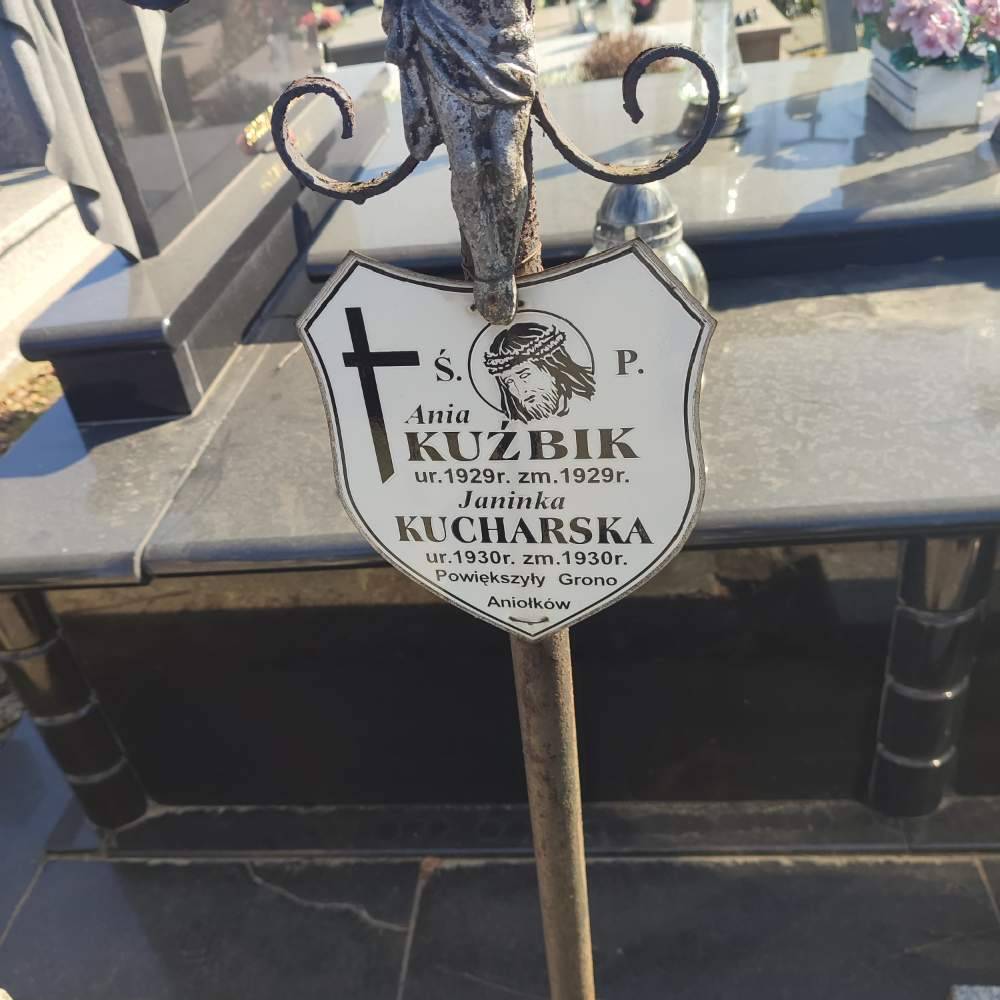 Ś. P.
Ania
KUŹBIK
ur.1929r. zm.1929r.
Janinka
KUCHARSKA
ur.1930r. zm.1930r.
Powiększyły Grono
Aniołków